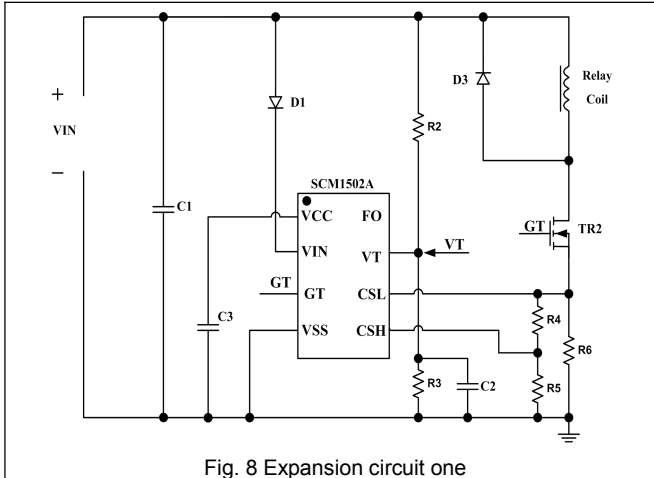 D3
Relay
Coil
+
VIN
−
D1
R2
SCM1502A
C1
VCC
FO
GT
TR2
VIN
VT
VT
GT
GT
CSL
C3
R4
VSS
CSH
R6
R3
C2
R5
Fig. 8 Expansion circuit one